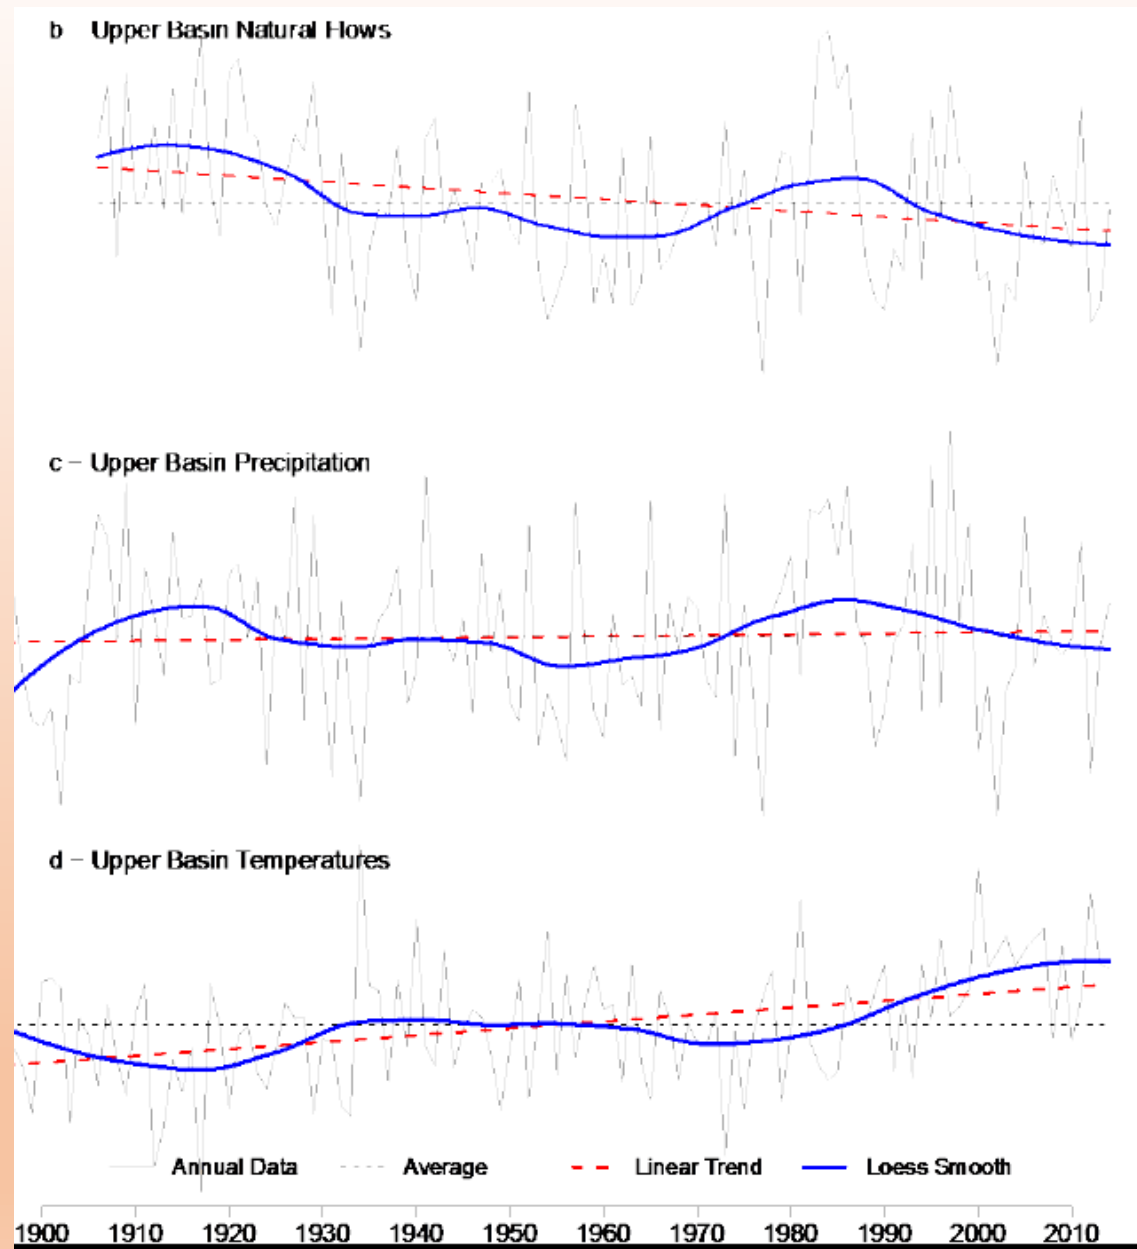 b Upper Basin Natural Flows
c – Upper Basin Precipitation
d – Upper Basin Temperatures
Annual Data Average Linear Trend Loess Smooth
1900 1910 1920 1930 1940 1950 1960 1970 1980 1990 2000 2010